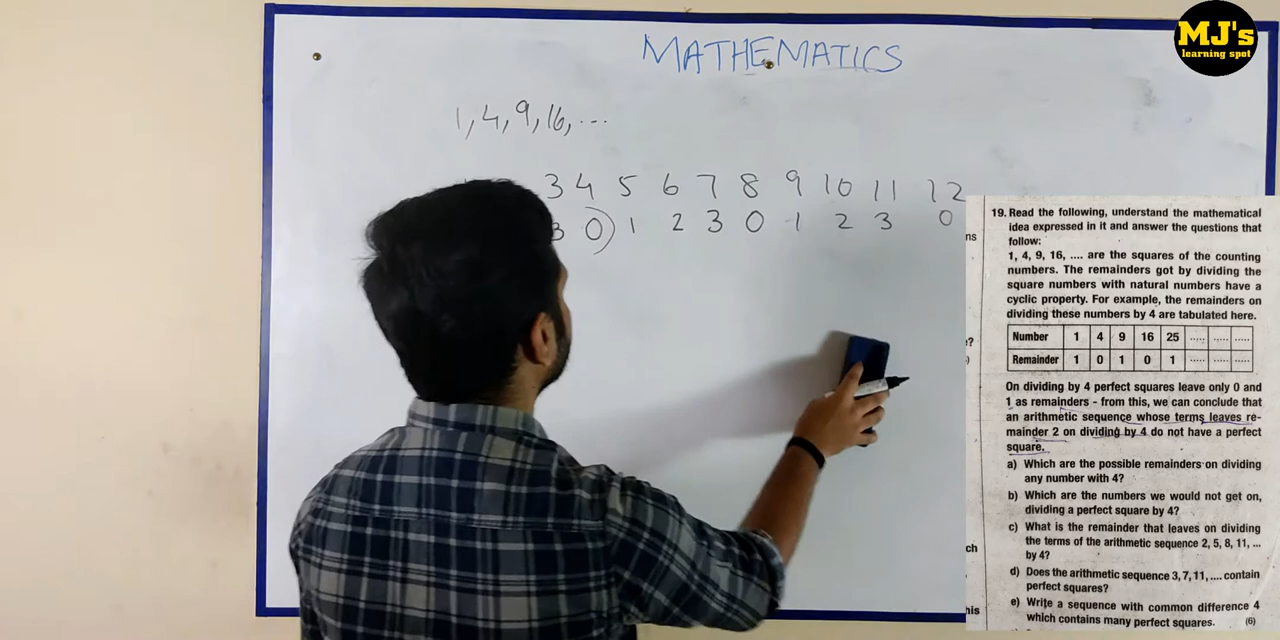 MJ's
learning spot
MATHEMATICS
1, 4, 9, 16, ...
3 4 5 6 7 8 9 10 11 12
3 0) 1 2 3 0 1 2 3 0
ns
e?
)
ch
his
19. Read the following, understand the mathematical
idea expressed in it and answer the questions that
follow:
1, 4, 9, 16, .... are the squares of the counting
numbers. The remainders got by dividing the
square numbers with natural numbers have a
cyclic property. For example, the remainders on
dividing these numbers by 4 are tabulated here.
Number 1 4 9 16 25 ..... ..... .....
Remainder 1 0 1 0 1 ..... ..... .....
On dividing by 4 perfect squares leave only 0 and
1 as remainders - from this, we can conclude that
an arithmetic sequence whose terms leaves re-
mainder 2 on dividing by 4 do not have a perfect
square.
a) Which are the possible remainders on dividing
any number with 4?
b) Which are the numbers we would not get on,
dividing a perfect square by 4?
c) What is the remainder that leaves on dividing
the terms of the arithmetic sequence 2, 5, 8, 11, ...
by 4?
d) Does the arithmetic sequence 3, 7, 11, .... contain
perfect squares?
e) Write a sequence with common difference 4
which contains many perfect squares. (6)